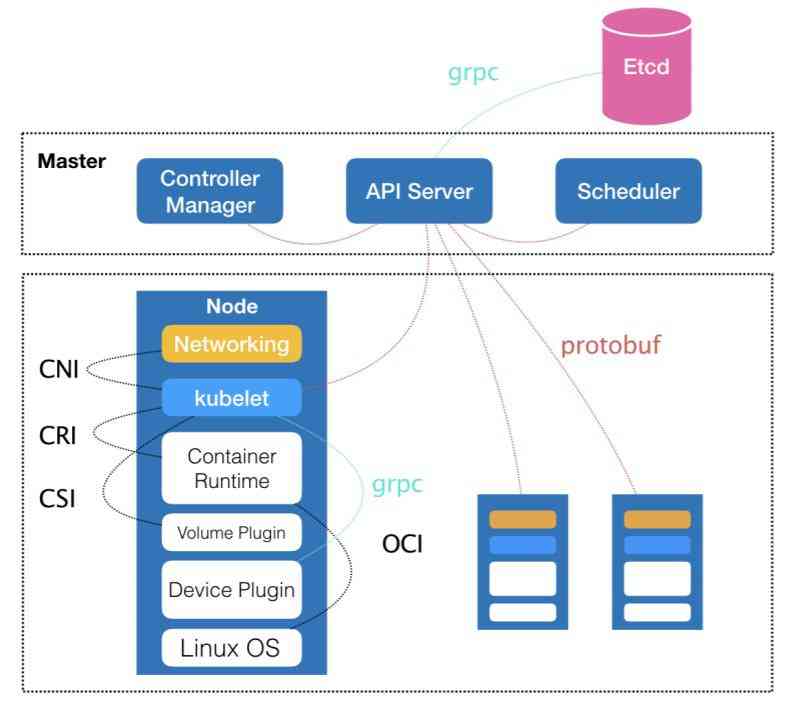 Etcd
grpc
Master
Controller
Manager
API Server
Scheduler
Node
Networking
CNI
kubelet
protobuf
CRI
Container
Runtime
CSI
grpc
Volume Plugin
OCI
Device Plugin
Linux OS